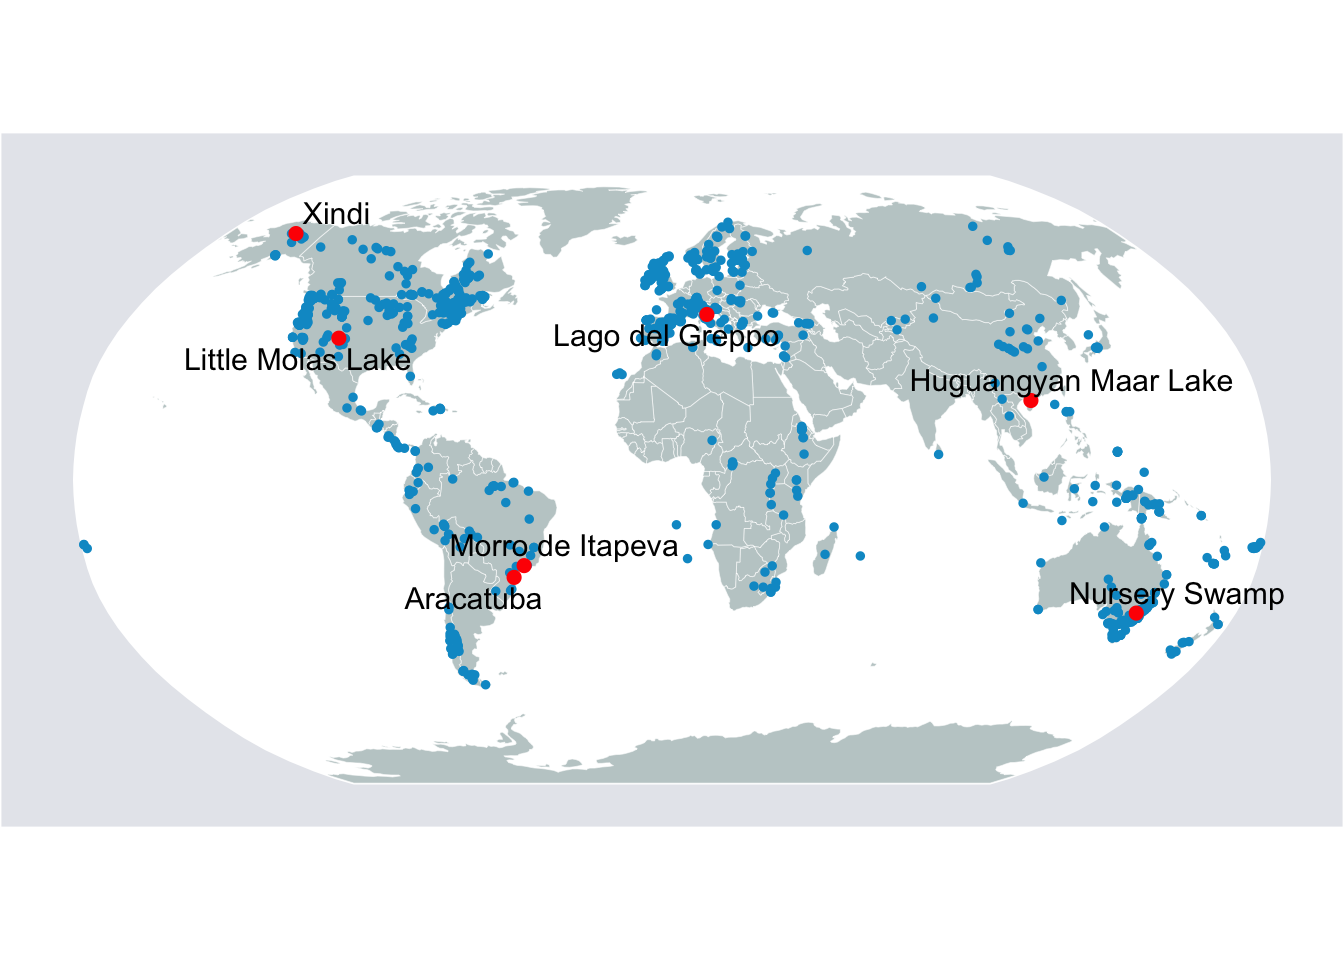 Xindi
Lago del Greppo
Little Molas Lake
Huguangyan Maar Lake
Morro de Itapeva
Aracatuba
Nursery Swamp